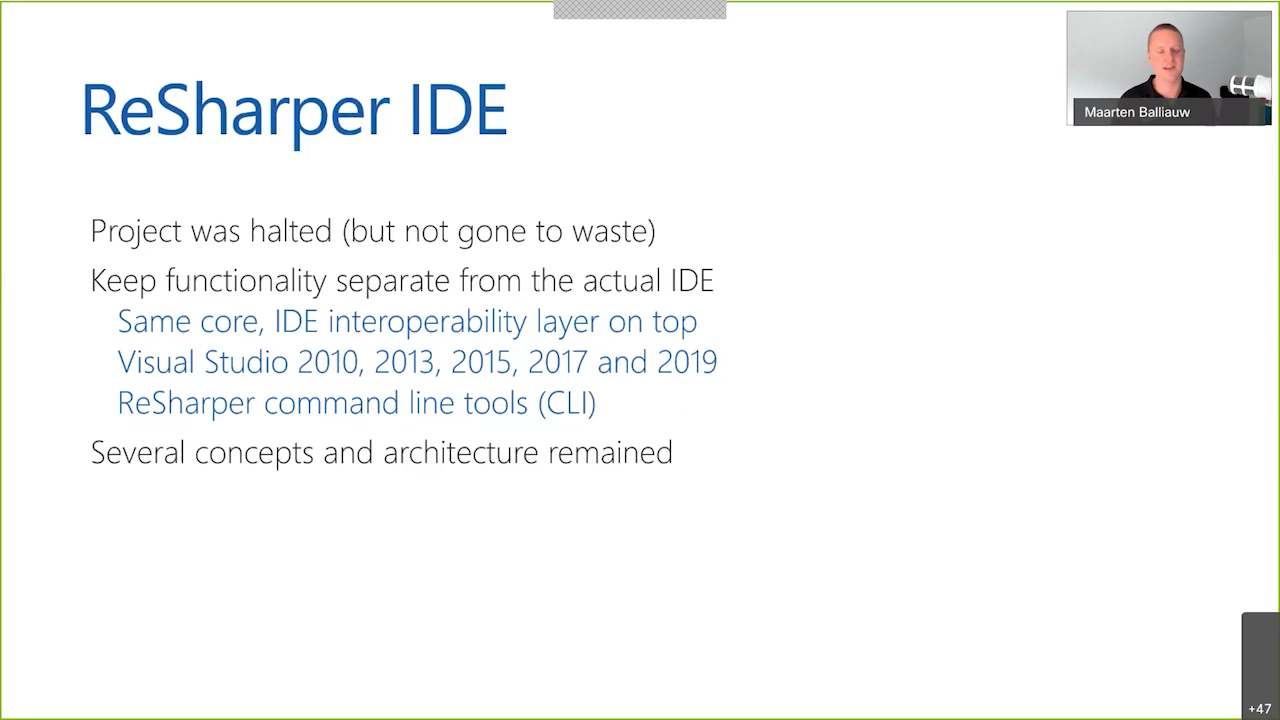 ReSharper IDE
Maarten Balliauw
Project was halted (but not gone to waste)
Keep functionality separate from the actual IDE
Same core, IDE interoperability layer on top
Visual Studio 2010, 2013, 2015, 2017 and 2019
ReSharper command line tools (CLI)
Several concepts and architecture remained
+47